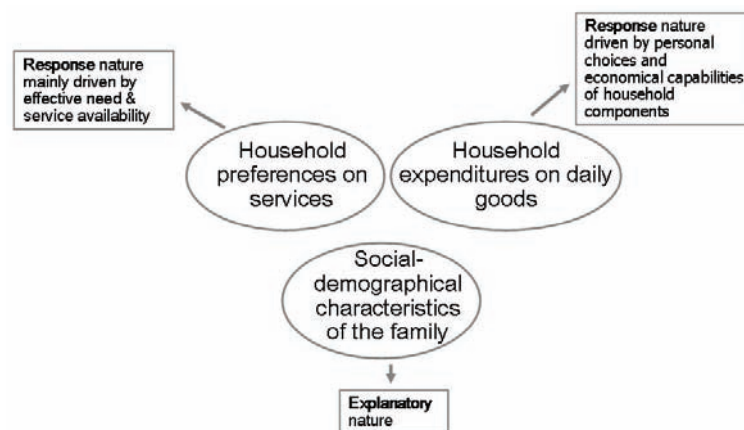 Response nature
mainly driven by
effective need &
service availability
Response nature
driven by personal
choices and
economical capabilities
of household
components
Household
preferences on
services
Household
expenditures on daily
goods
Social-
demographical
characteristics
of the family
Explanatory
nature